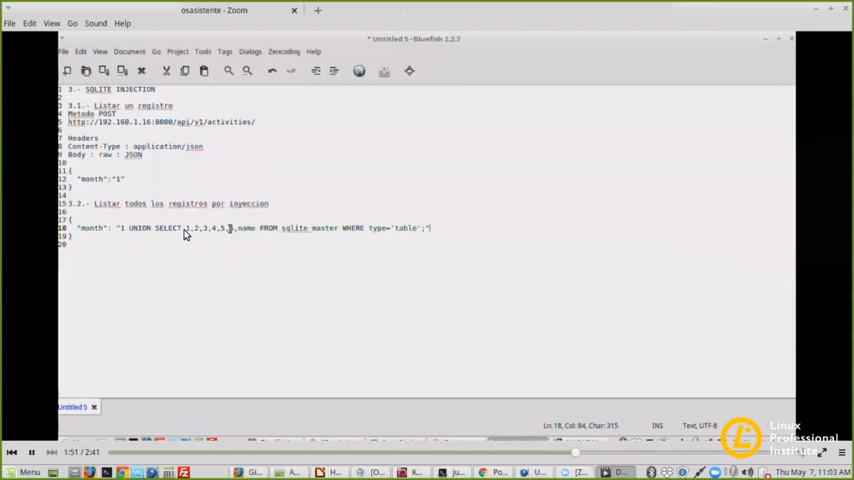 osasistente - Zoom
File Edit View Go Sound Help
* Untitled 5 - Bluefish 2.2.7
File Edit View Document Go Project Tools Tags Dialogs Zencoding Help
1 3.- SQLITE INJECTION
2
3 3.1.- Listar un registro
4 Metodo POST
5 http://192.160.1.16:8000/api/v1/activities/
6
7 Headers
8 Content-Type : application/json
9 Body : raw : JSON
10
11 {
12 "month":"1"
13 }
14
15 3.2.- Listar todos los registros por inyeccion
16
17 {
18 "month": "1 UNION SELECT 1,2,3,4,5,6,name FROM sqlite_master WHERE type='table';"
19 }
20
Untitled 5
Ln: 18, Col: 84, Char: 315 INS Text, UTF-8
Linux
Professional
Institute
1:51 / 2:41
Menu Gi... A... H... [O... K... ju... Po... U... [Z... D... Thu May 7, 11:03 AM